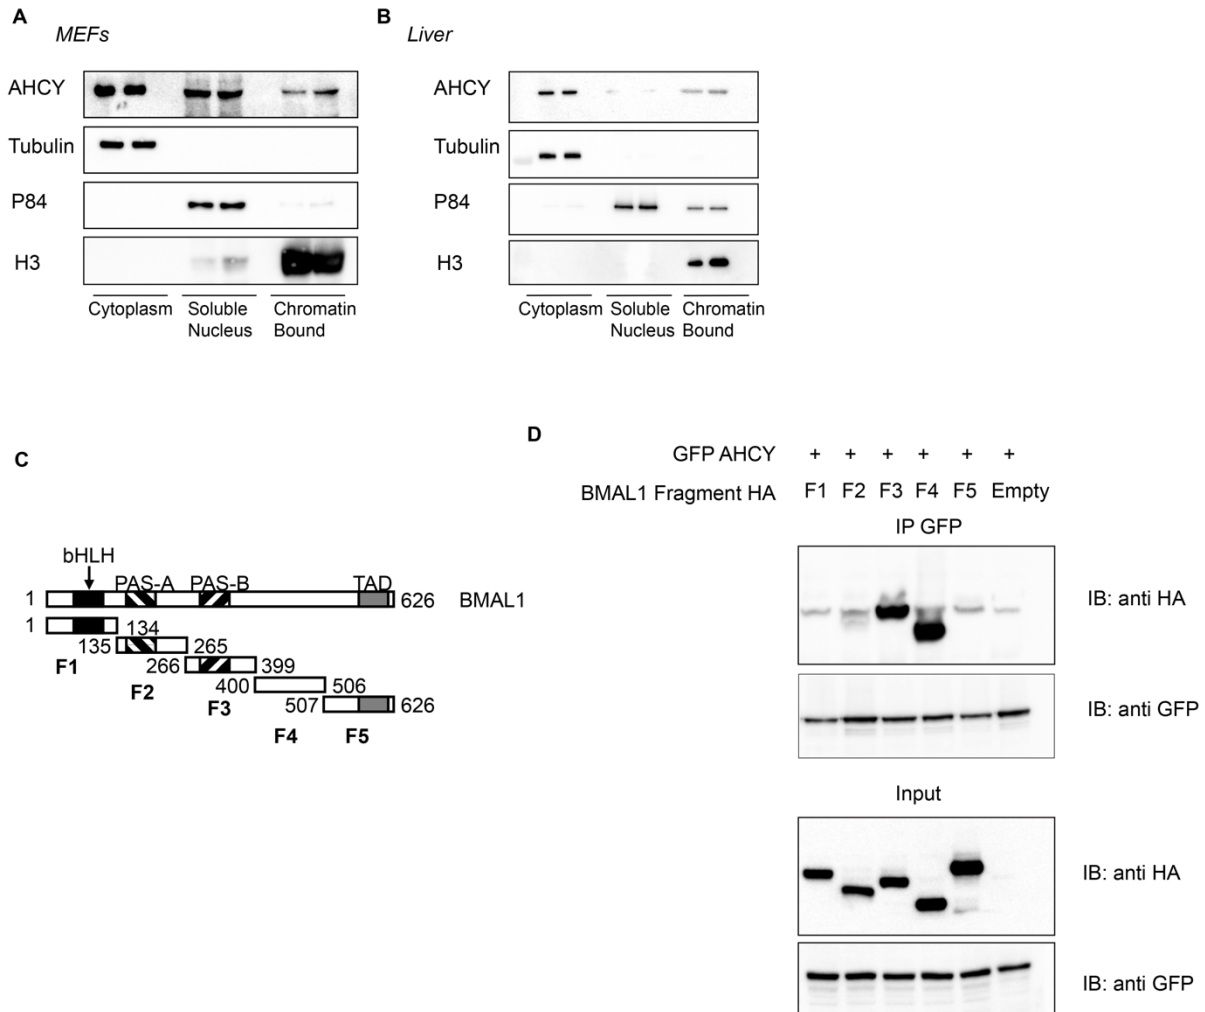 A
MEFs
AHCY
Tubulin
P84
H3
Cytoplasm Soluble Nucleus Chromatin Bound
B
Liver
AHCY
Tubulin
P84
H3
Cytoplasm Soluble Nucleus Chromatin Bound
C
bHLH
PAS-A PAS-B TAD
1 626 BMAL1
1 134
135 265
F1 266 399
F2 400 506
F3 507 626
F4 F5
D
GFP AHCY + + + + + +
BMAL1 Fragment HA F1 F2 F3 F4 F5 Empty
IP GFP
IB: anti HA
IB: anti GFP
Input
IB: anti HA
IB: anti GFP